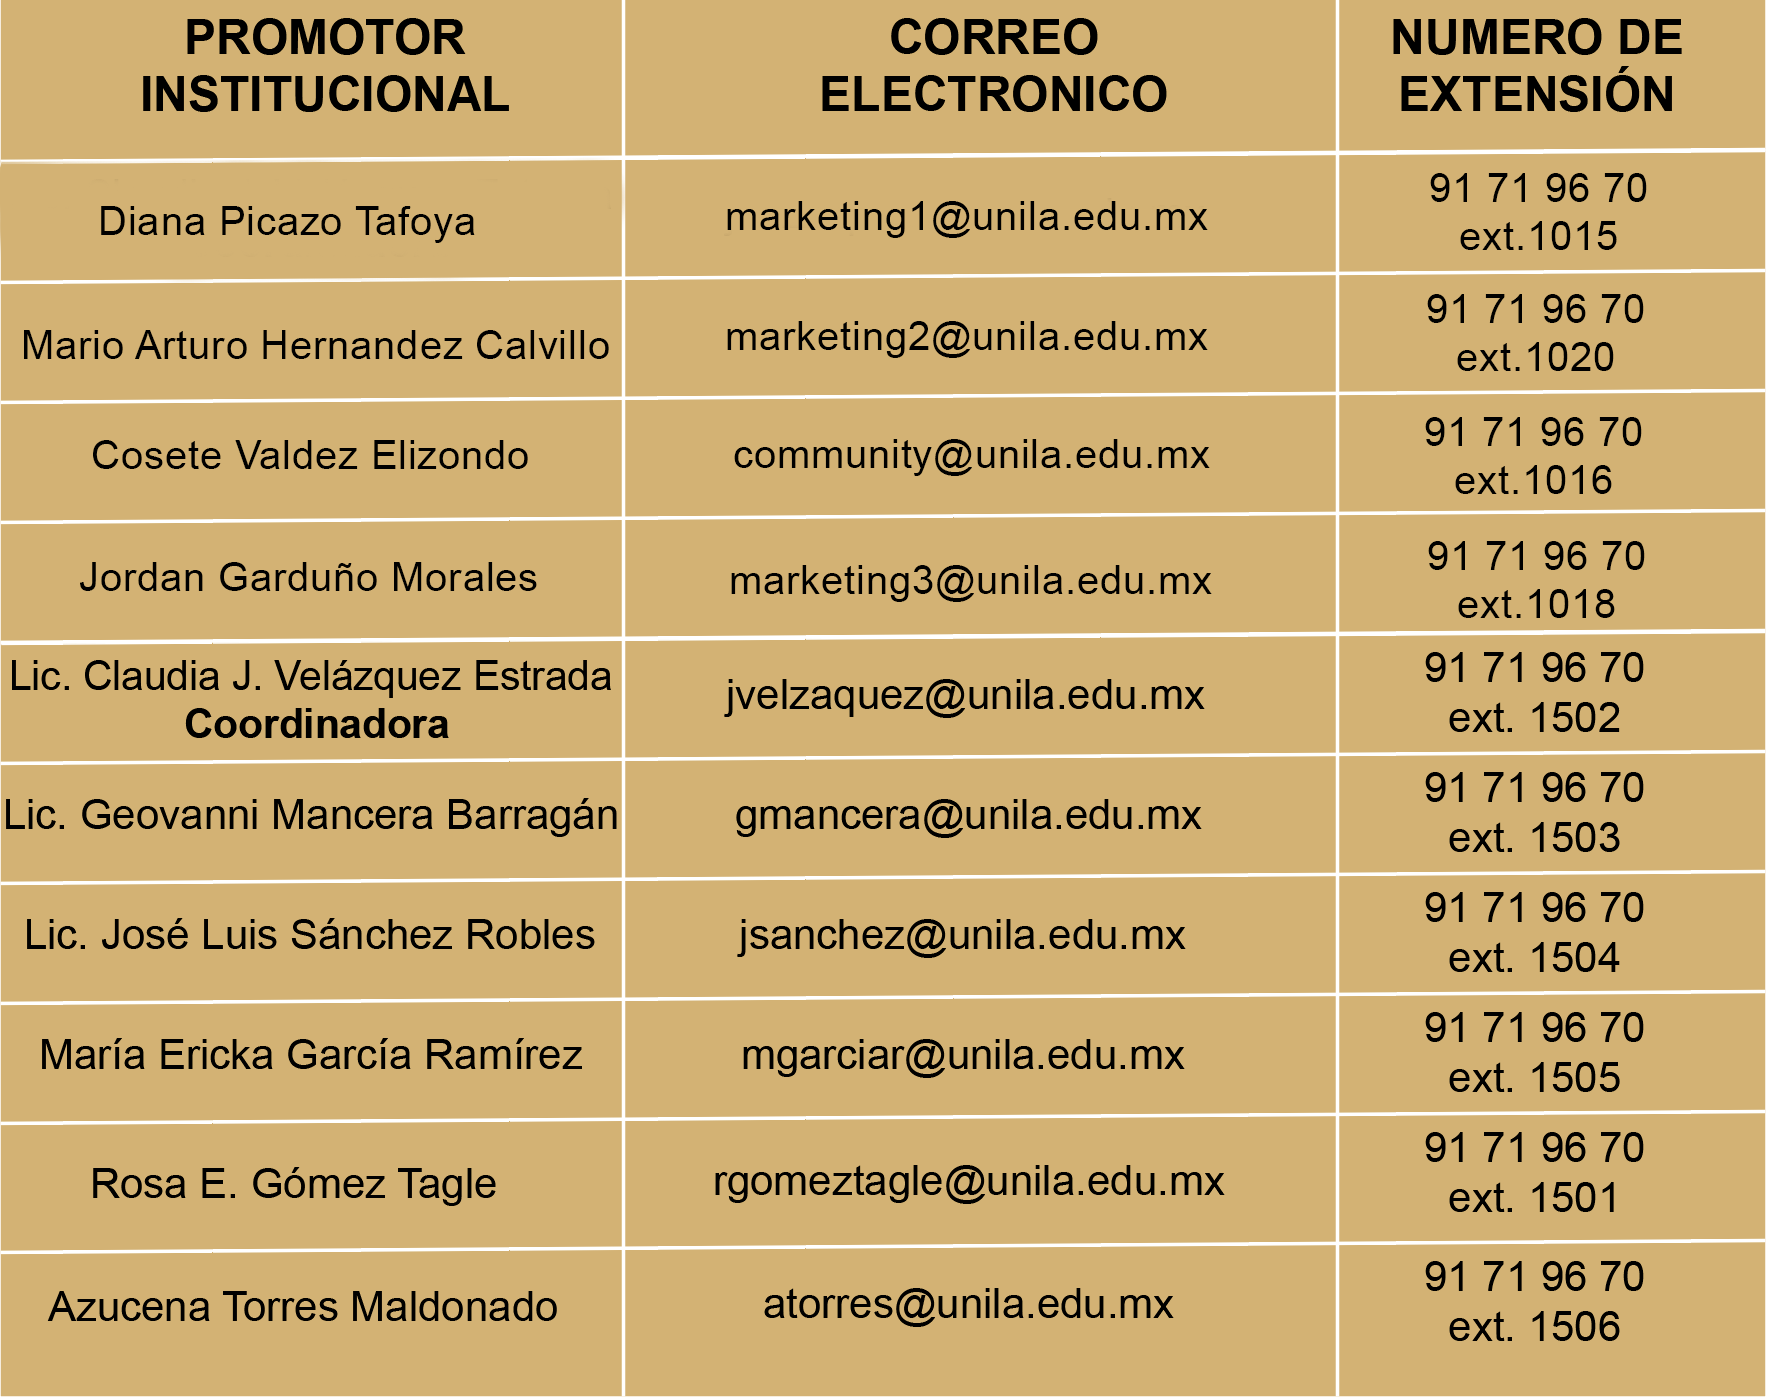 PROMOTOR
INSTITUCIONAL
CORREO
ELECTRONICO
NUMERO DE
EXTENSIÓN
Diana Picazo Tafoya
marketing1@unila.edu.mx
91 71 96 70
ext.1015
Mario Arturo Hernandez Calvillo
marketing2@unila.edu.mx
91 71 96 70
ext.1020
Cosete Valdez Elizondo
community@unila.edu.mx
91 71 96 70
ext.1016
Jordan Garduño Morales
marketing3@unila.edu.mx
91 71 96 70
ext.1018
Lic. Claudia J. Velázquez Estrada
Coordinadora
jvelzaquez@unila.edu.mx
91 71 96 70
ext. 1502
Lic. Geovanni Mancera Barragán
gmancera@unila.edu.mx
91 71 96 70
ext. 1503
Lic. José Luis Sánchez Robles
jsanchez@unila.edu.mx
91 71 96 70
ext. 1504
María Ericka García Ramírez
mgarciar@unila.edu.mx
91 71 96 70
ext. 1505
Rosa E. Gómez Tagle
rgomeztagle@unila.edu.mx
91 71 96 70
ext. 1501
Azucena Torres Maldonado
atorres@unila.edu.mx
91 71 96 70
ext. 1506